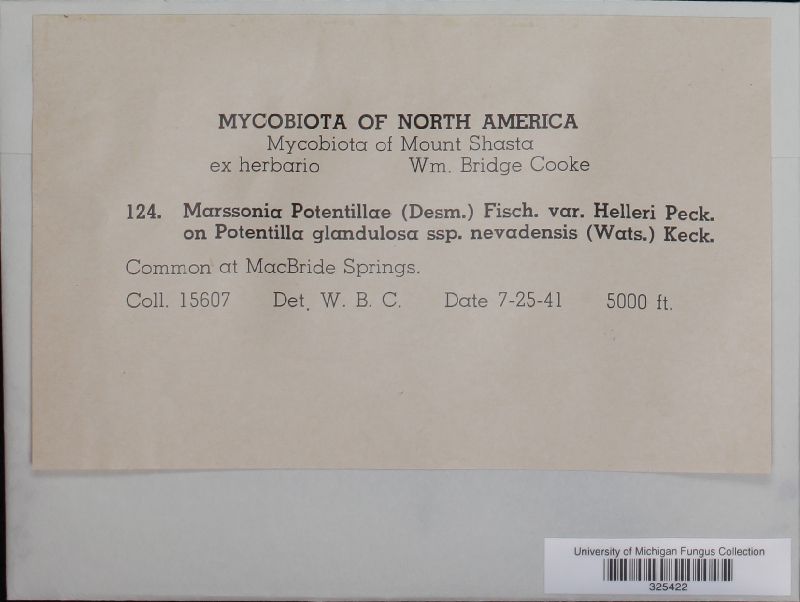 MYCOBIOTA OF NORTH AMERICA
Mycobiota of Mount Shasta
ex herbario Wm. Bridge Cooke
124. Marssonia Potentillae (Desm.) Fisch. var. Helleri Peck.
on Potentilla glandulosa ssp. nevadensis (Wats.) Keck.
Common at MacBride Springs.
Coll. 15607 Det. W. B. C. Date 7-25-41 5000 ft.
University of Michigan Fungus Collection
325422